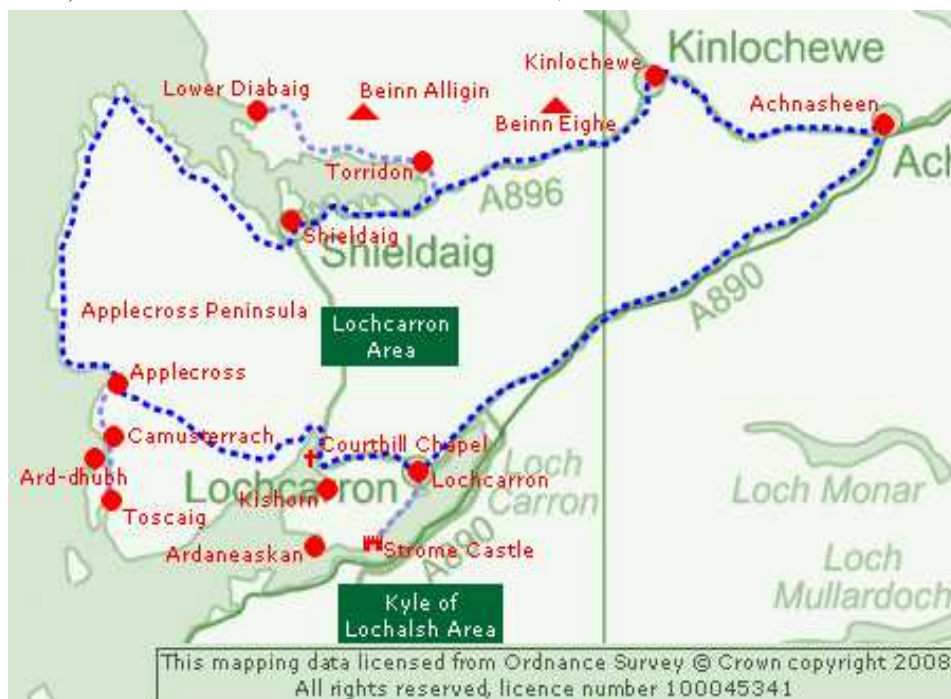 Kinlochewe
Kinlochewe
Lower Diabaig
Beinn Alligin
Achnasheen
Beinn Eighe
Ach
Torridon
A896
Shieldaig
Shieldaig
A890
Applecross Peninsula
Lochcarron
Area
Applecross
Camusterrach
Courthill Chapel
Ard-dhubh
Lochcarron
Kishorn
Lochcarron
Loch
Carron
Loch Monar
Toscaig
Ardaneaskan
Strome Castle
A890
Loch
Mullardoch
Kyle of
Lochalsh Area
This mapping data licensed from Ordnance Survey © Crown copyright 2008
All rights reserved, licence number 100045341